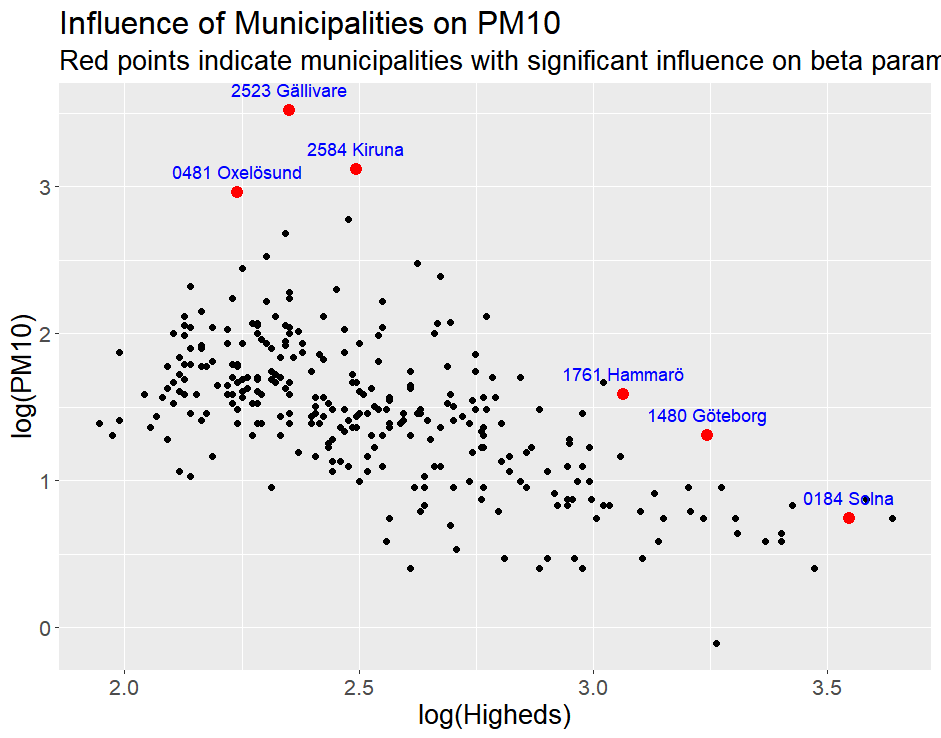 Influence of Municipalities on PM10
Red points indicate municipalities with significant influence on beta param
2523 Gällivare
2584 Kiruna
0481 Oxelösund
1761 Hammarö
1480 Göteborg
0184 Solna
log(PM10)
3
2
1
0
2.0 2.5 3.0 3.5
log(Higheds)